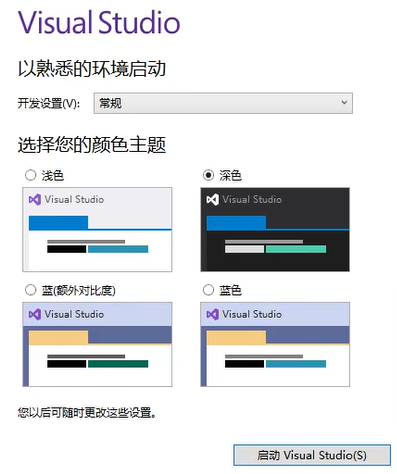 Visual Studio
以熟悉的环境启动
开发设置(V): 常规
选择您的颜色主题
浅色 深色
Visual Studio Visual Studio
蓝(额外对比度) 蓝色
Visual Studio Visual Studio
您以后可随时更改这些设置。
启动 Visual Studio(S)